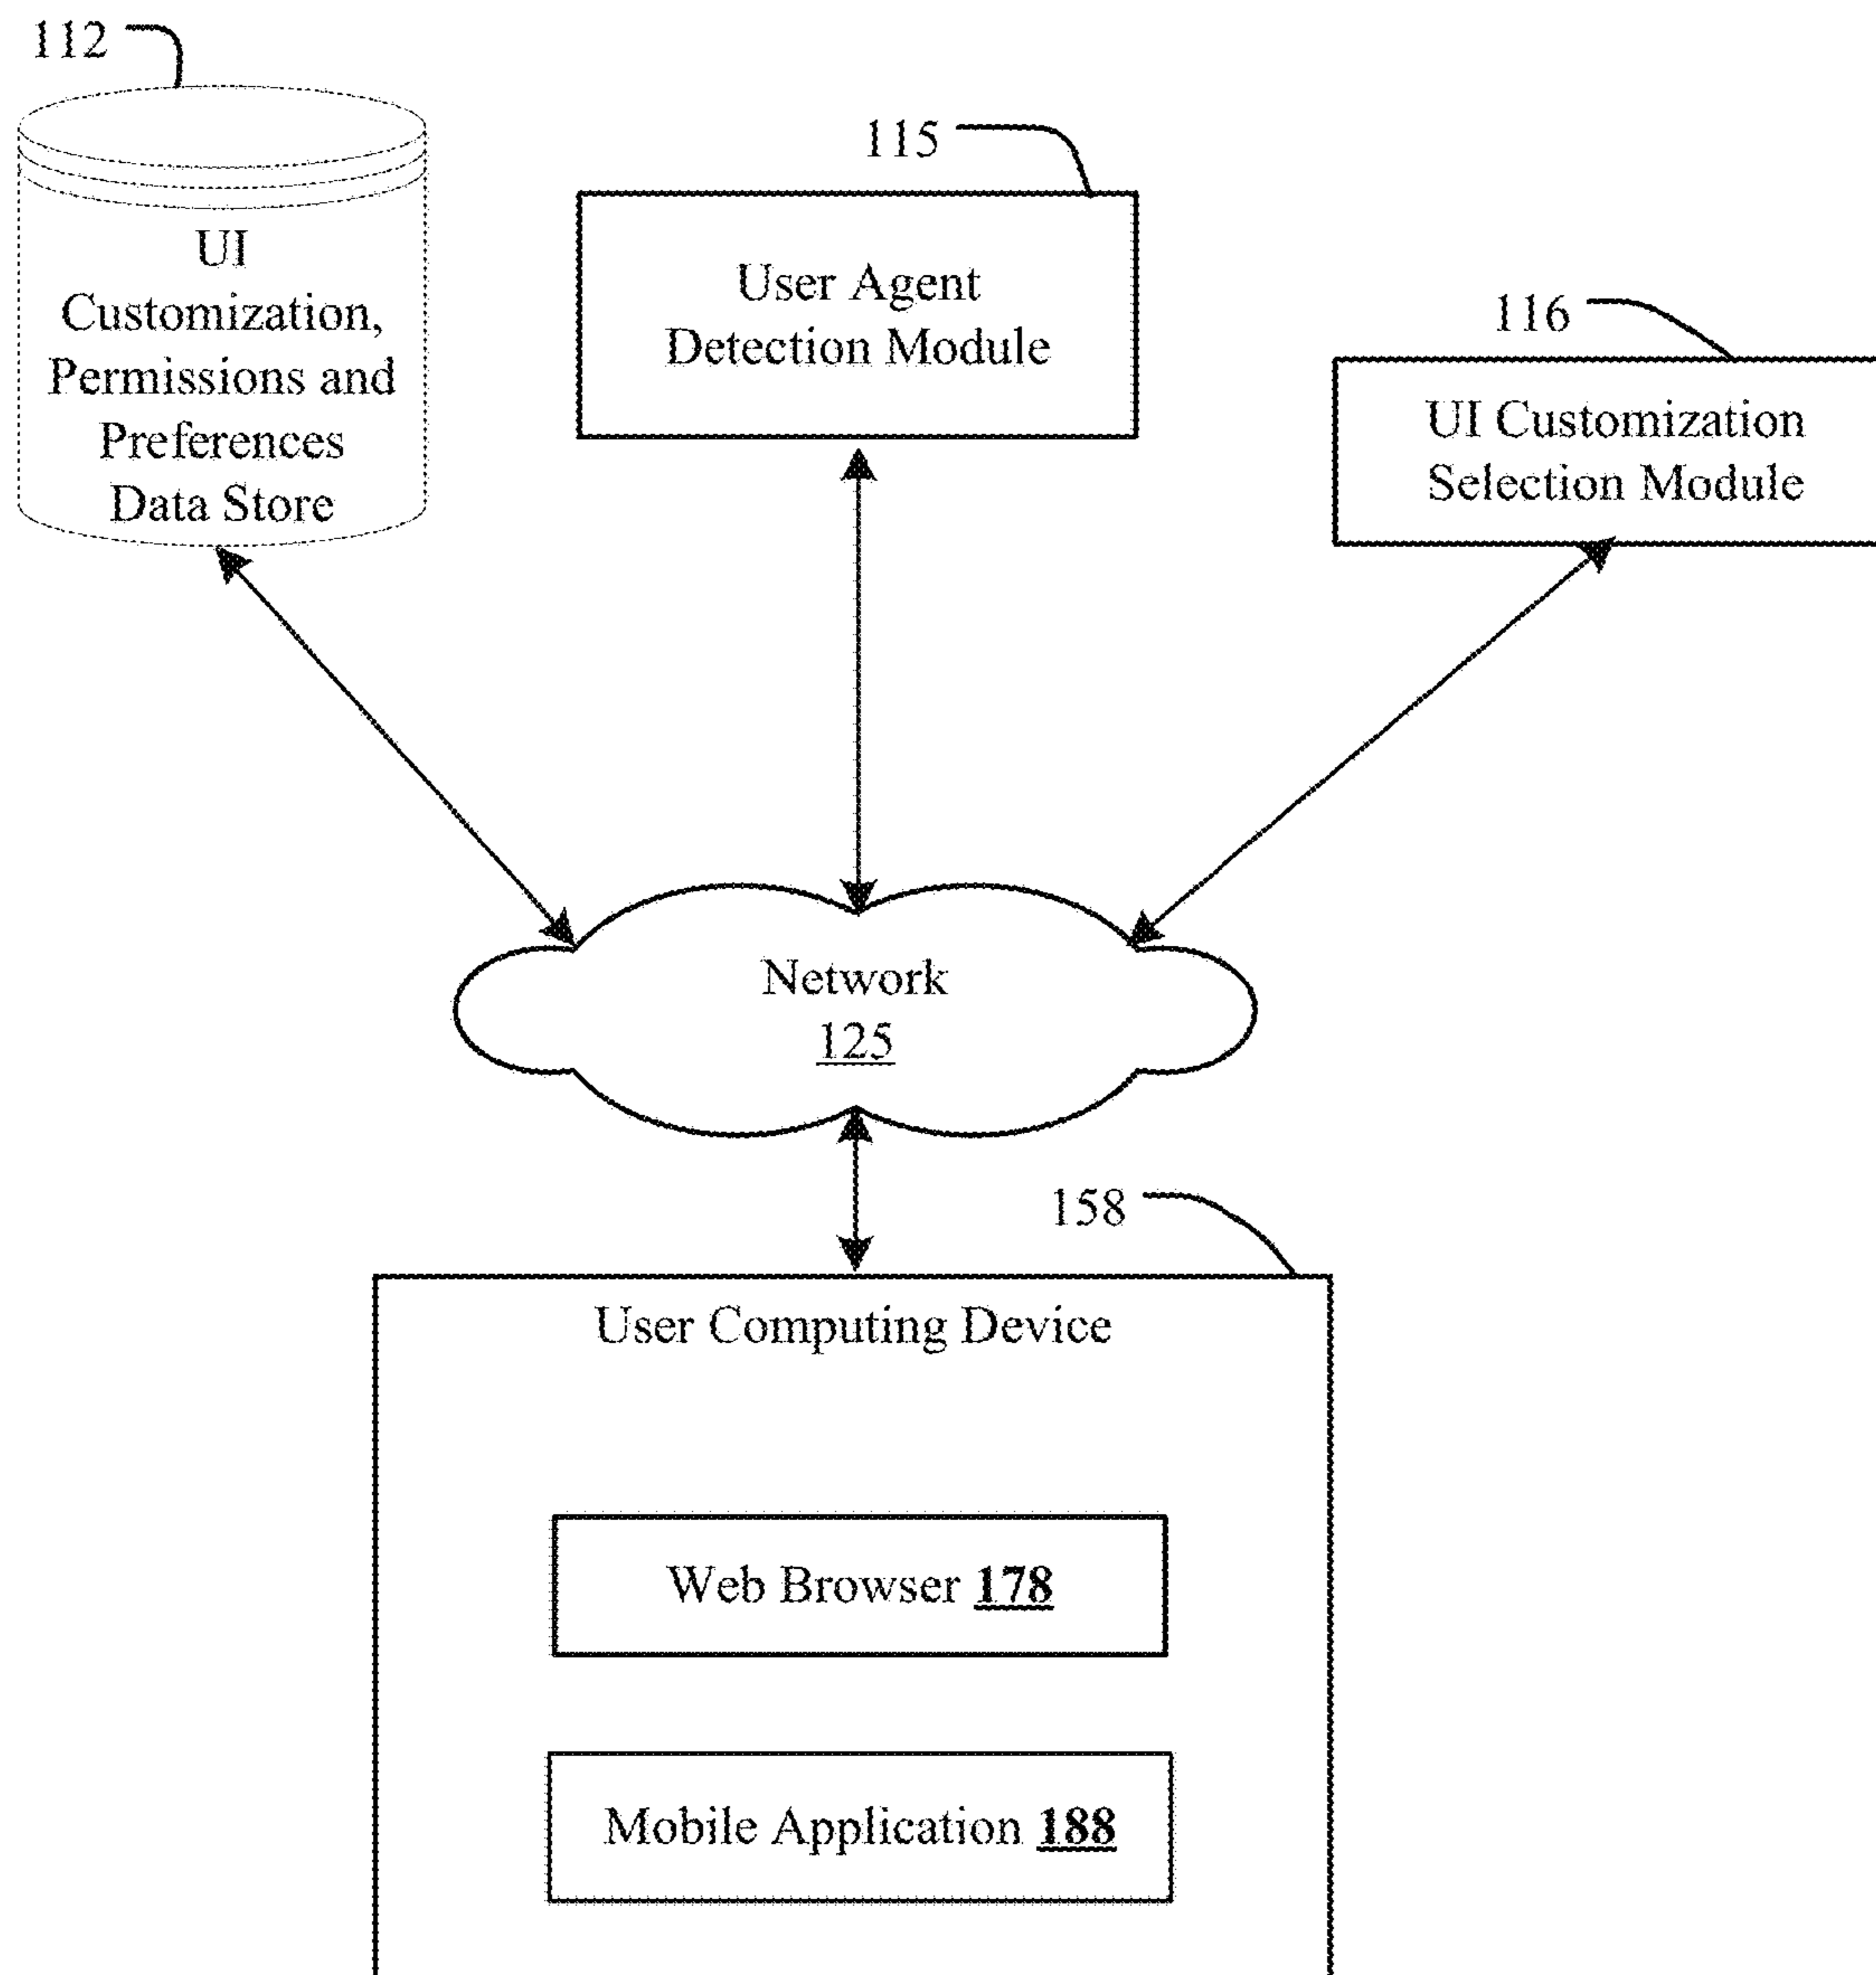 112
UI
Customization,
Permissions and
Preferences
Data Store
115
User Agent
Detection Module
116
UI Customization
Selection Module
Network
125
158
User Computing Device
Web Browser 178
Mobile Application 188